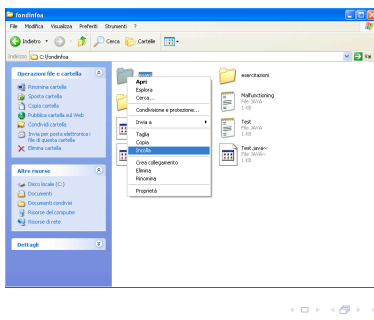 fondinfoa
File Modifica Visualizza Preferiti Strumenti ?
Indietro Cerca Cartelle
Indirizzo C:\fondinfoa Vai
Operazioni file e cartella
Rinomina cartella
Sposta cartella
Copia cartella
Pubblica cartella sul Web
Condividi cartella
Invia per posta elettronica i
file di questa cartella
Elimina cartella
Altre risorse
Disco locale (C:)
Documenti
Documenti condivisi
Risorse del computer
Risorse di rete
Dettagli
Apri
Esplora
Cerca...
Condivisione e protezione...
Invia a
Taglia
Copia
Incolla
Crea collegamento
Elimina
Rinomina
Proprietà
esercitazioni
Malfunctioning
File JAVA
1 KB
Test
File JAVA
1 KB
Test.java~
File JAVA~
1 KB